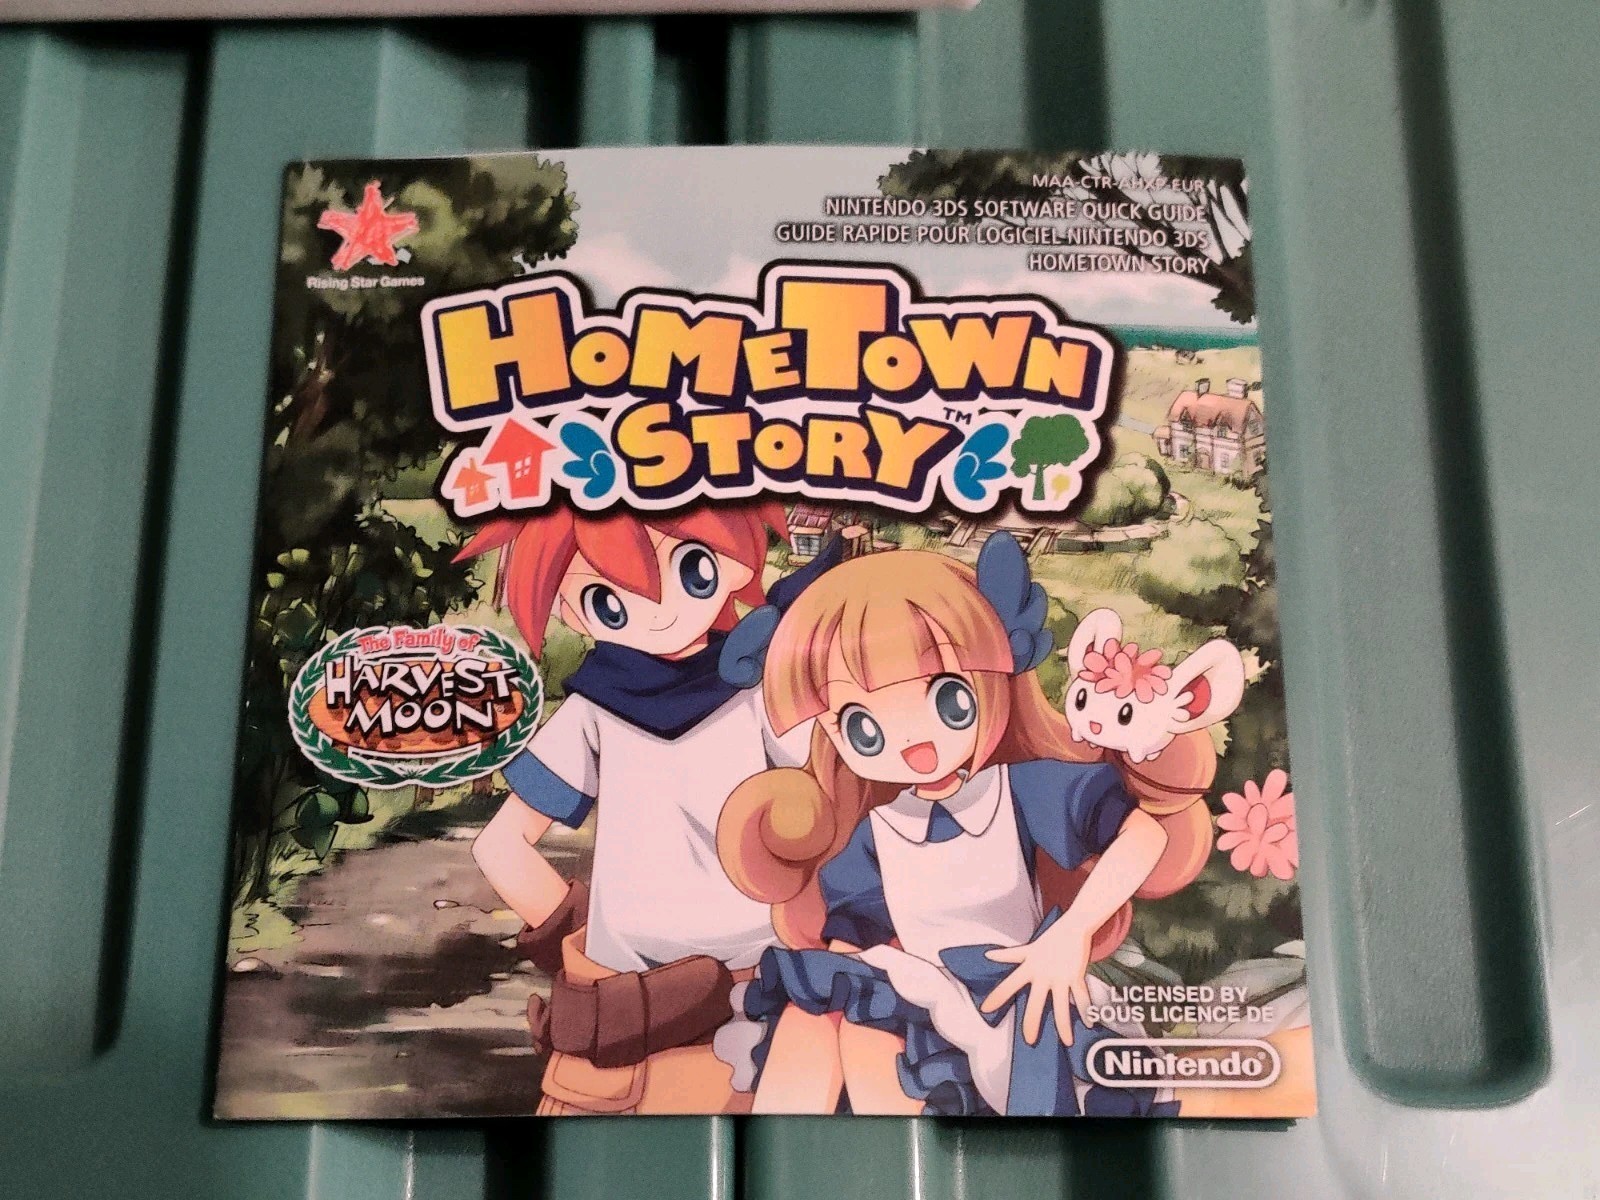 Rising Star Games
MAA-CTR-AHXP-EUR
NINTENDO 3DS SOFTWARE QUICK GUIDE
GUIDE RAPIDE POUR LOGICIEL NINTENDO 3DS
HOMETOWN STORY
HOMETOWN
STORY™
The Family of
HARVEST
MOON®
LICENSED BY
SOUS LICENCE DE
Nintendo®